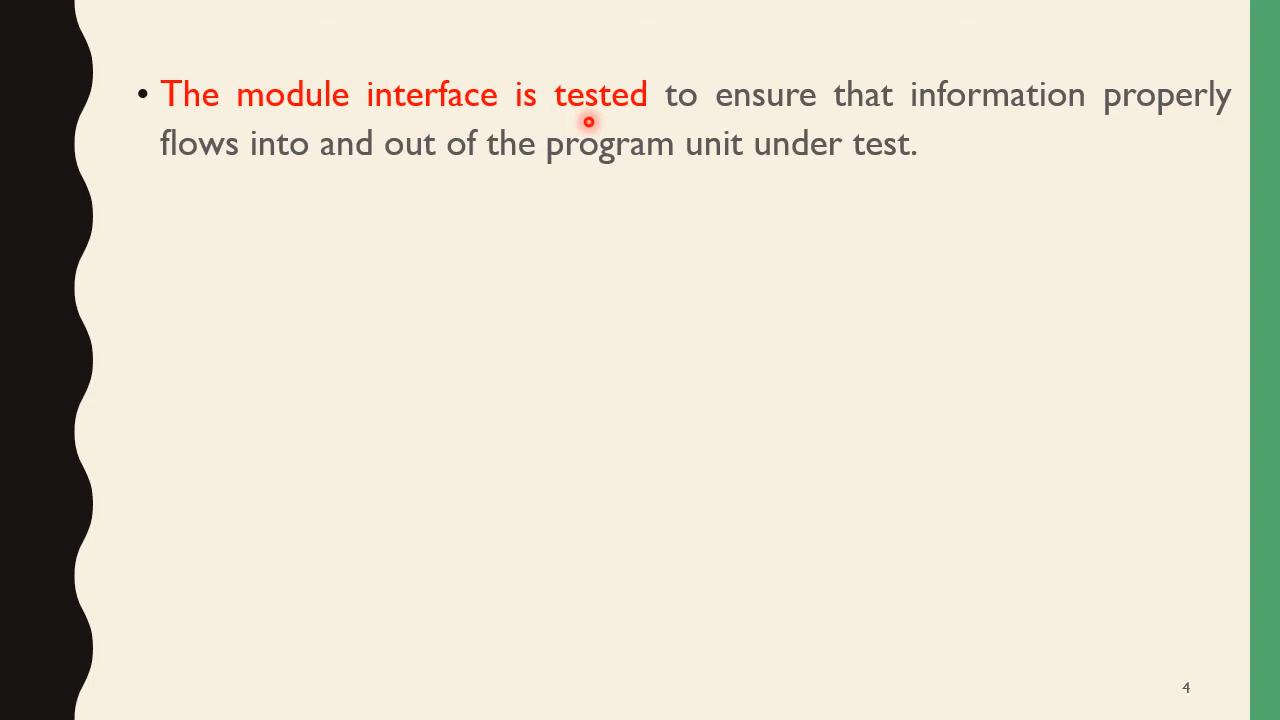 • The module interface is tested to ensure that information properly
flows into and out of the program unit under test.
4